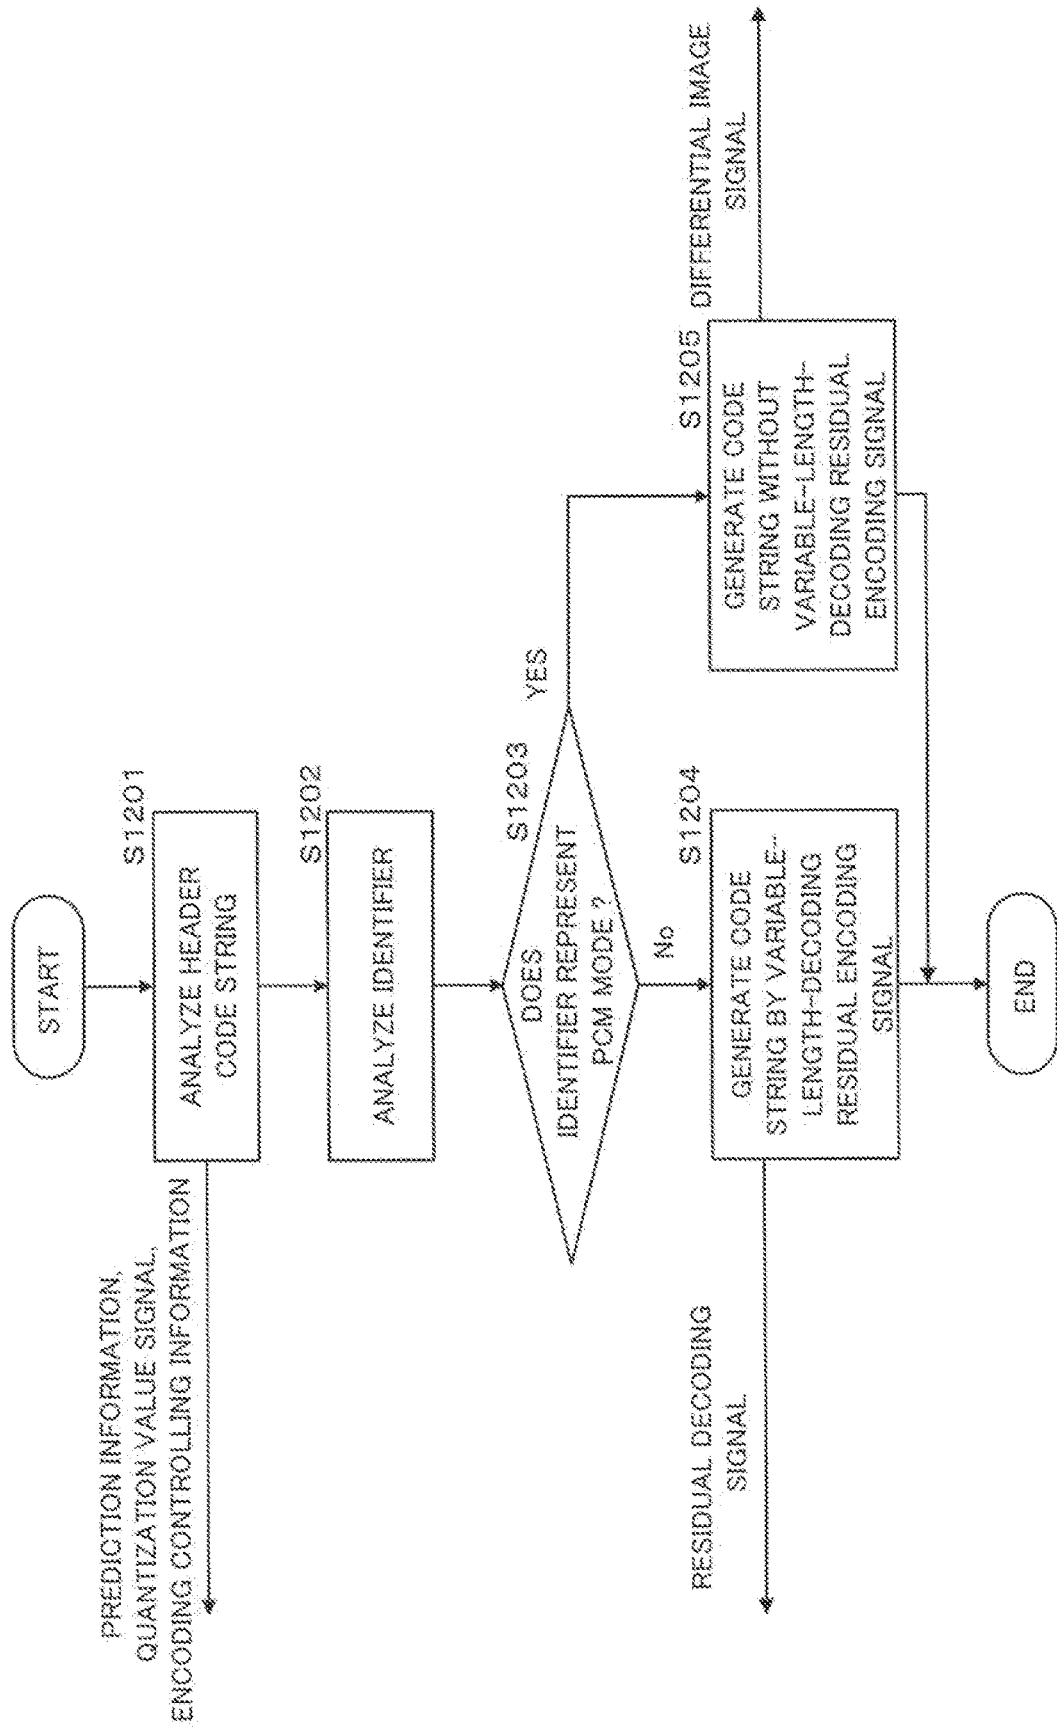 START
S1201
ANALYZE HEADER
CODE STRING
PREDICTION INFORMATION,
QUANTIZATION VALUE SIGNAL,
ENCODING CONTROLLING INFORMATION
S1202
ANALYZE IDENTIFIER
S1203
DOES
IDENTIFIER REPRESENT
PCM MODE ?
YES
No
S1204
GENERATE CODE
STRING BY VARIABLE-
LENGTH-DECODING
RESIDUAL ENCODING
SIGNAL
RESIDUAL DECODING
SIGNAL
S1205
GENERATE CODE
STRING WITHOUT
VARIABLE-LENGTH-
DECODING RESIDUAL
ENCODING SIGNAL
DIFFERENTIAL IMAGE
SIGNAL
END